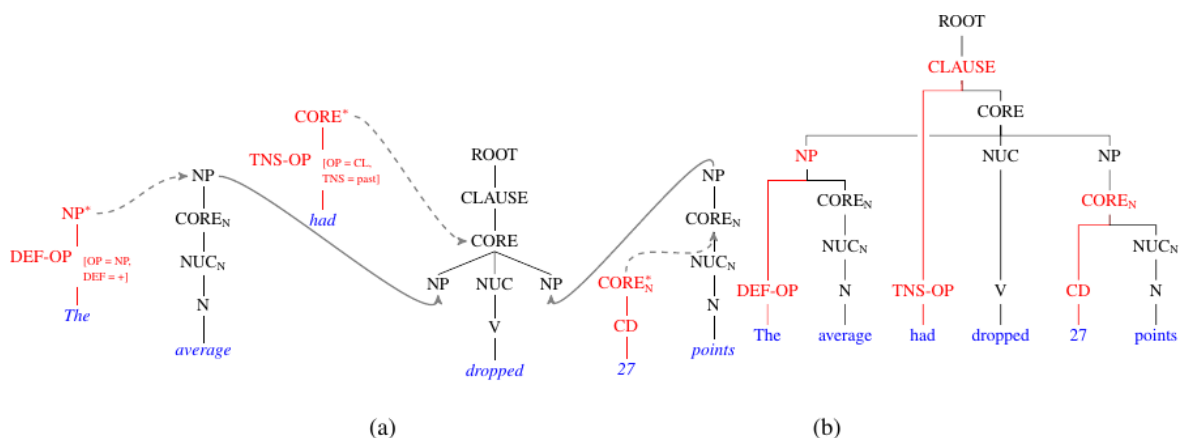 ROOT
CLAUSE
CORE
NP NUC NP
DEF-OP
CORE_N
NUC_N
N
TNS-OP
V
CORE_N
CD
NUC_N
N
The average had dropped 27 points
NP*
DEF-OP [OP = NP,
DEF = +]
The
NP
CORE_N
NUC_N
N
average
CORE*
TNS-OP [OP = CL,
TNS = past]
had
ROOT
CLAUSE
CORE
NP NUC NP
V
dropped
CORE*_N
CD
27
NP
CORE_N
NUC_N
N
points
(a) (b)